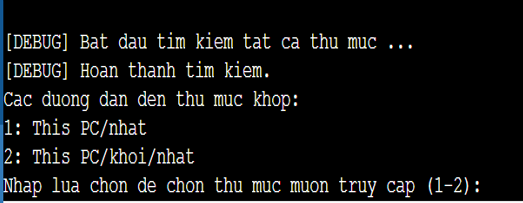 [DEBUG] Bat dau tim kiem tat ca thu muc ...
[DEBUG] Hoan thanh tim kiem.
Cac duong dan den thu muc khop:
1: This PC/nhat
2: This PC/khoi/nhat
Nhap lua chon de chon thu muc muon truy cap (1-2):